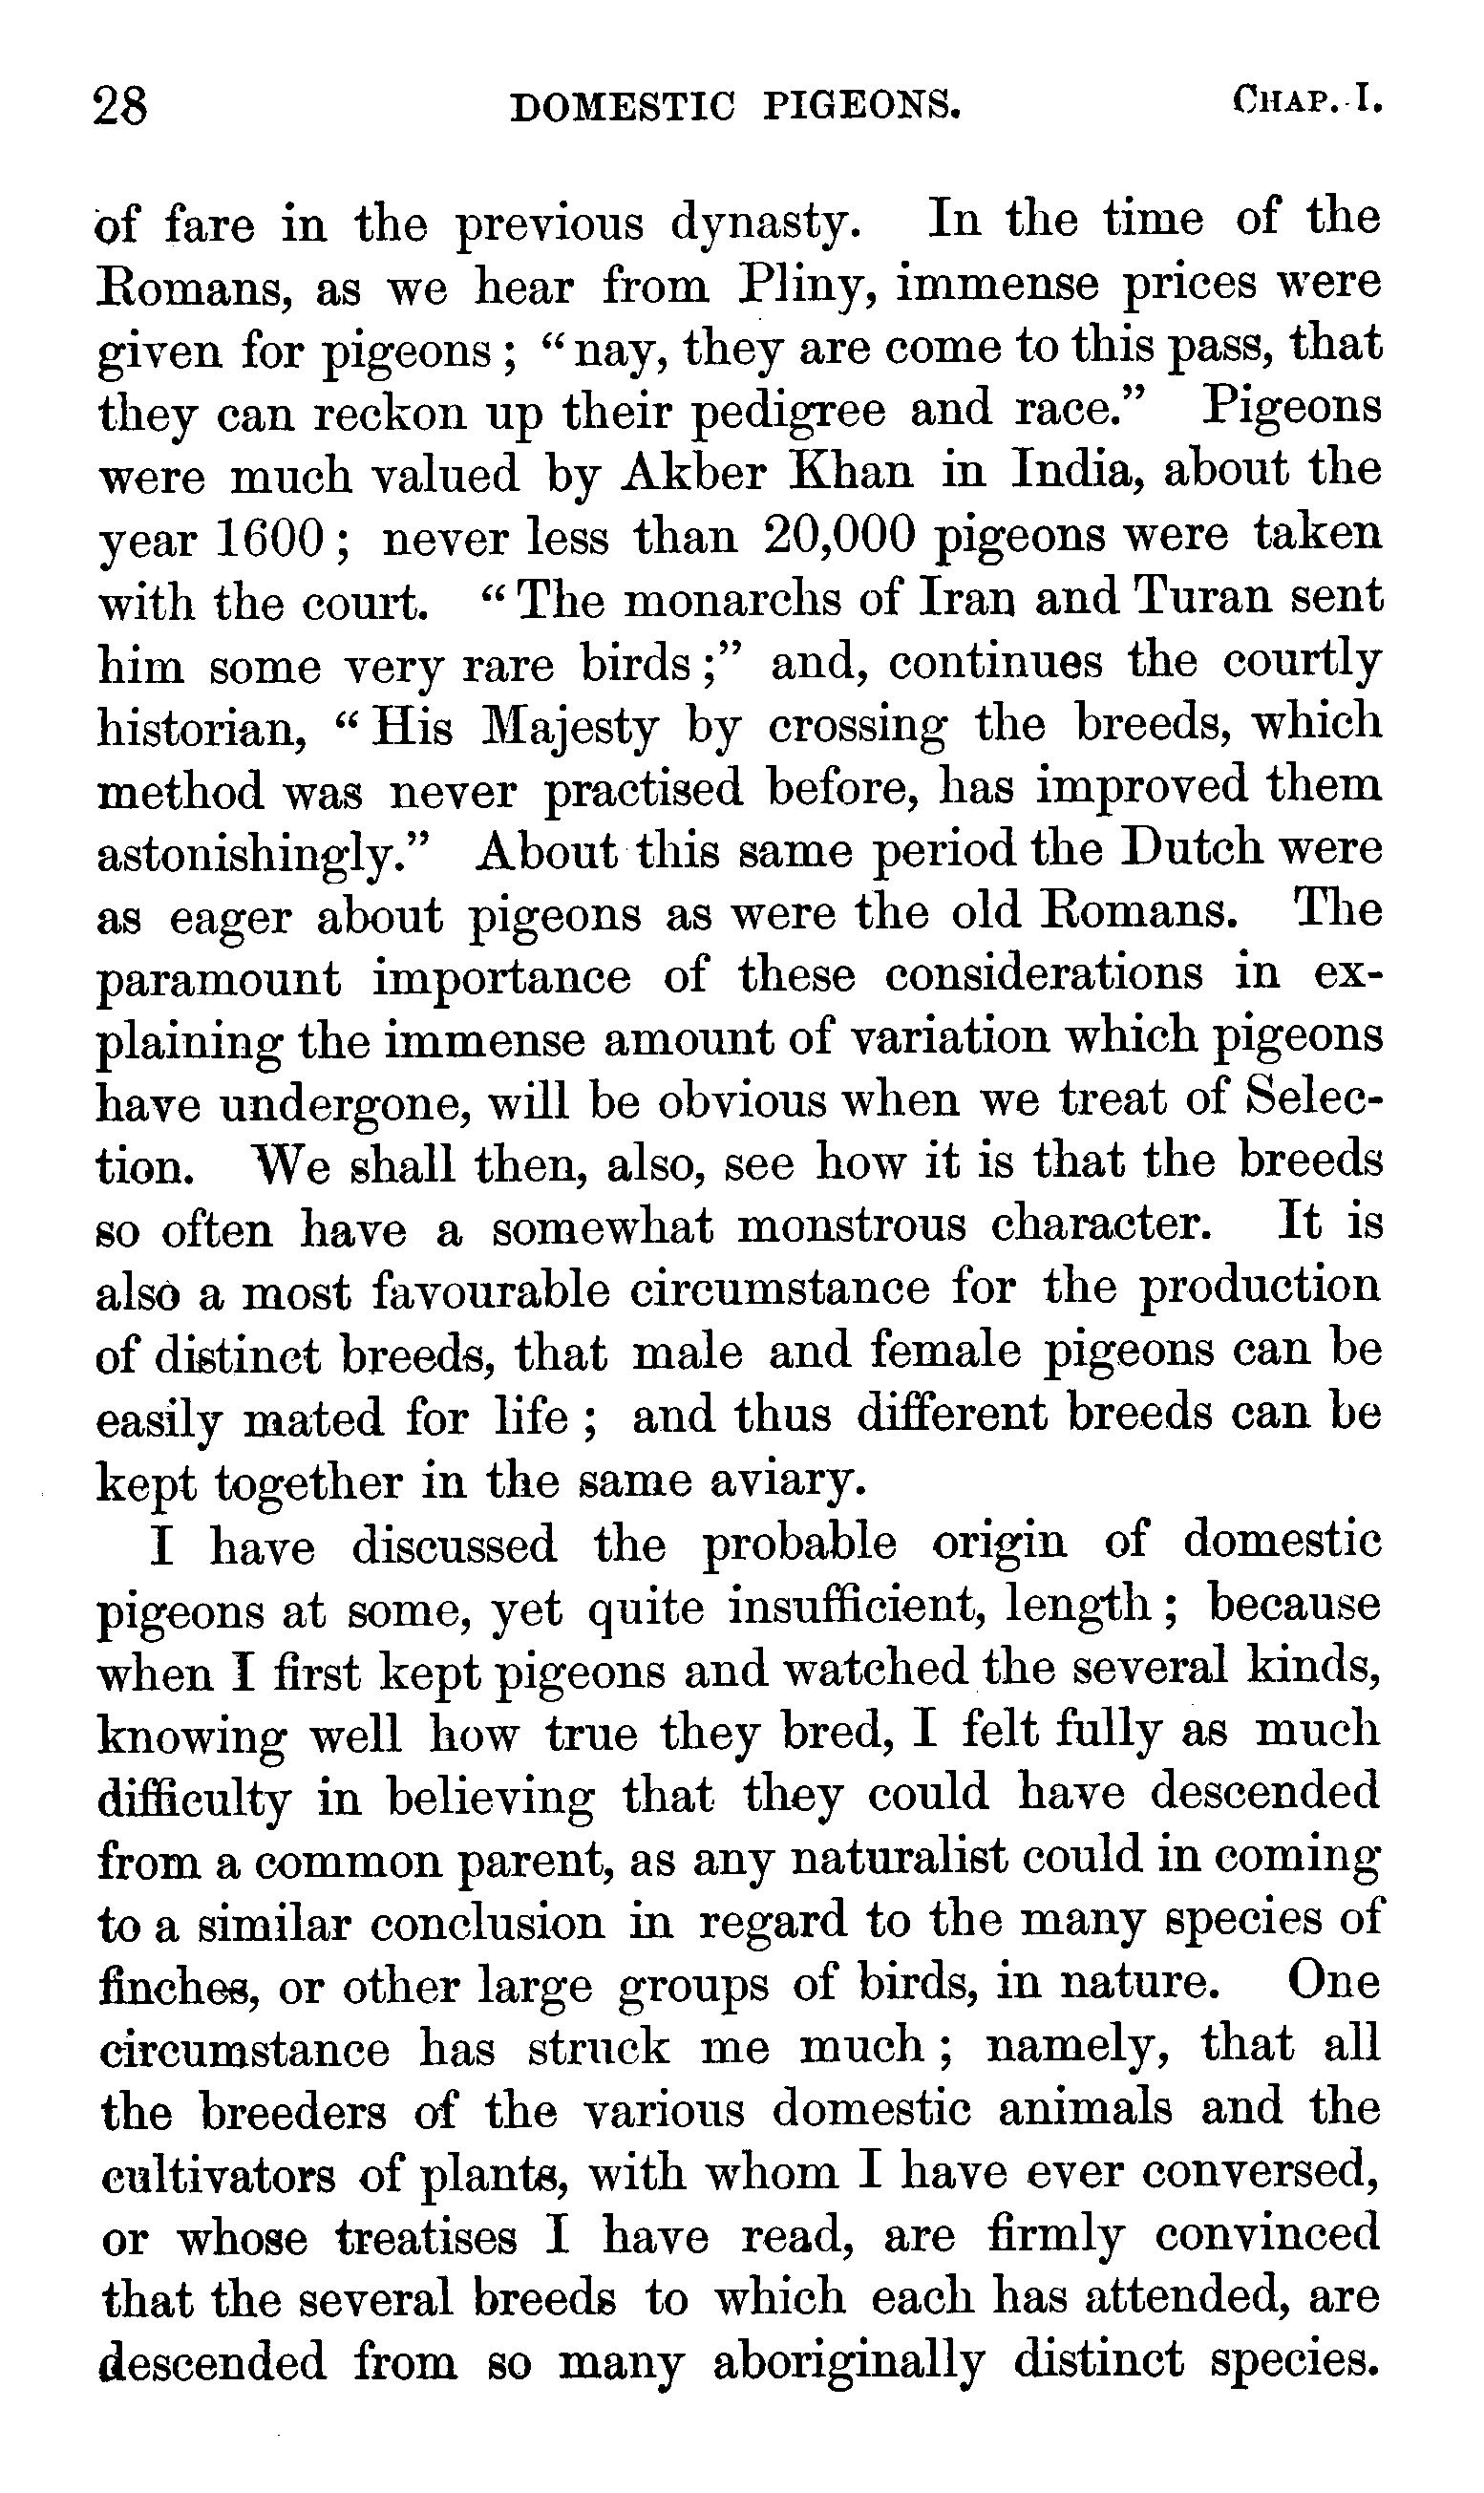 28 DOMESTIC PIGEONS. CHAP. I.
of fare in the previous dynasty. In the time of the
Romans, as we hear from Pliny, immense prices were
given for pigeons; “nay, they are come to this pass, that
they can reckon up their pedigree and race.” Pigeons
were much valued by Akber Khan in India, about the
year 1600; never less than 20,000 pigeons were taken
with the court. “The monarchs of Iran and Turan sent
him some very rare birds;” and, continues the courtly
historian, “His Majesty by crossing the breeds, which
method was never practised before, has improved them
astonishingly.” About this same period the Dutch were
as eager about pigeons as were the old Romans. The
paramount importance of these considerations in ex-
plaining the immense amount of variation which pigeons
have undergone, will be obvious when we treat of Selec-
tion. We shall then, also, see how it is that the breeds
so often have a somewhat monstrous character. It is
also a most favourable circumstance for the production
of distinct breeds, that male and female pigeons can be
easily mated for life; and thus different breeds can be
kept together in the same aviary.
I have discussed the probable origin of domestic
pigeons at some, yet quite insufficient, length; because
when I first kept pigeons and watched the several kinds,
knowing well how true they bred, I felt fully as much
difficulty in believing that they could have descended
from a common parent, as any naturalist could in coming
to a similar conclusion in regard to the many species of
finches, or other large groups of birds, in nature. One
circumstance has struck me much; namely, that all
the breeders of the various domestic animals and the
cultivators of plants, with whom I have ever conversed,
or whose treatises I have read, are firmly convinced
that the several breeds to which each has attended, are
descended from so many aboriginally distinct species.